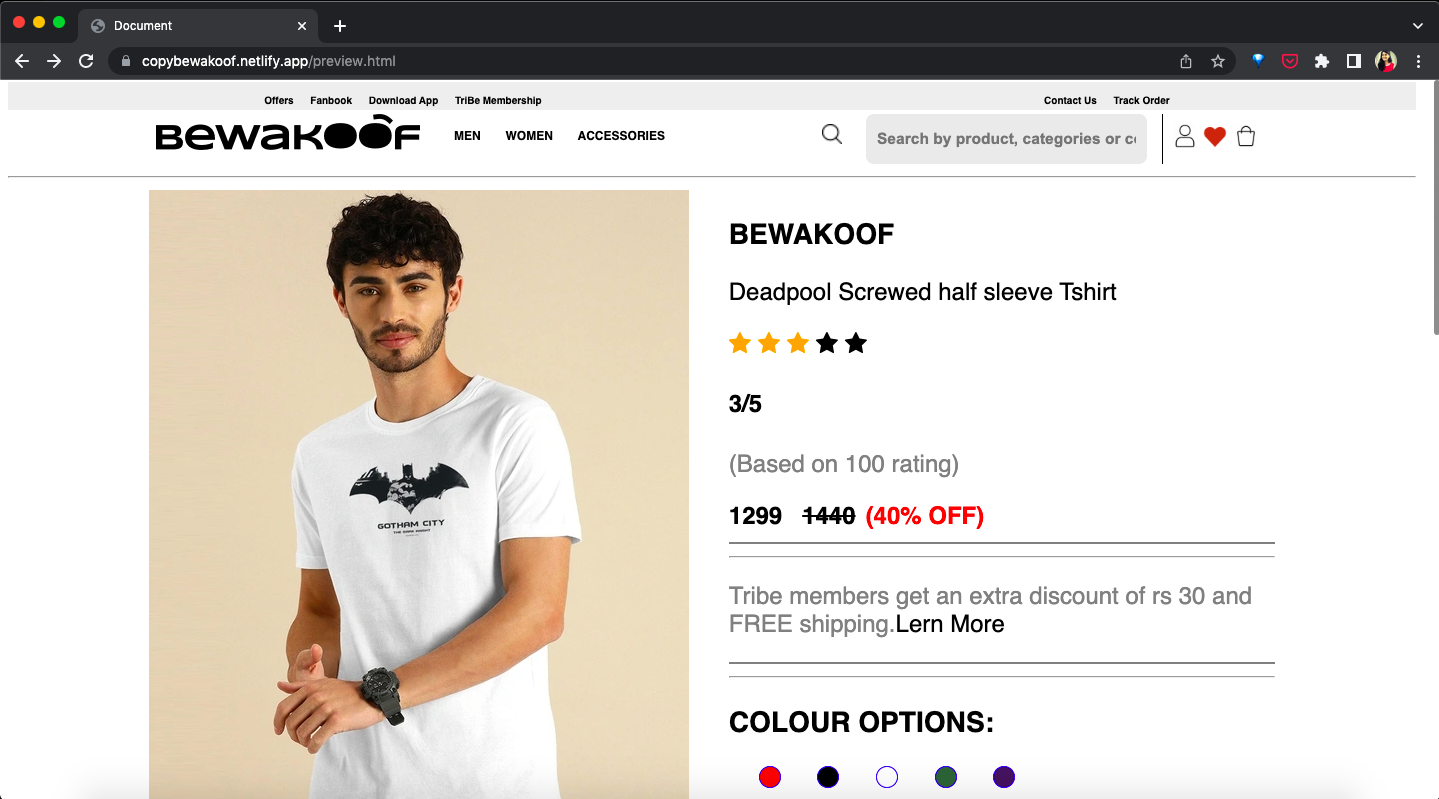 Document
copybewakoof.netlify.app/preview.html
Offers Fanbook Download App TriBe Membership Contact Us Track Order
BEWAKOOF MEN WOMEN ACCESSORIES Search by product, categories or c
BEWAKOOF
Deadpool Screwed half sleeve Tshirt
3/5
(Based on 100 rating)
1299 1440 (40% OFF)
Tribe members get an extra discount of rs 30 and
FREE shipping.Lern More
COLOUR OPTIONS:
GOTHAM CITY
THE DARK KNIGHT